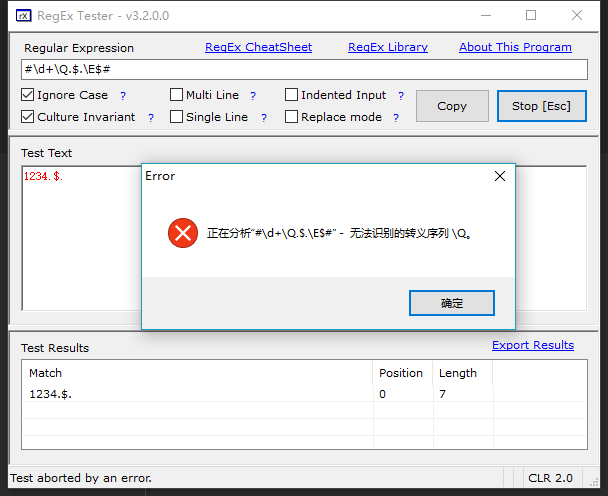 RegEx Tester - v3.2.0.0
Regular Expression RegEx CheatSheet RegEx Library About This Program
#\d+\Q.$.\E$#
Ignore Case ? Multi Line ? Indented Input ?
Culture Invariant ? Single Line ? Replace mode ?
Copy Stop [Esc]
Test Text
1234.$.
Error
正在分析"#\d+\Q.$.\E$#" - 无法识别的转义序列 \Q。
确定
Test Results Export Results
Match Position Length
1234.$. 0 7
Test aborted by an error. CLR 2.0